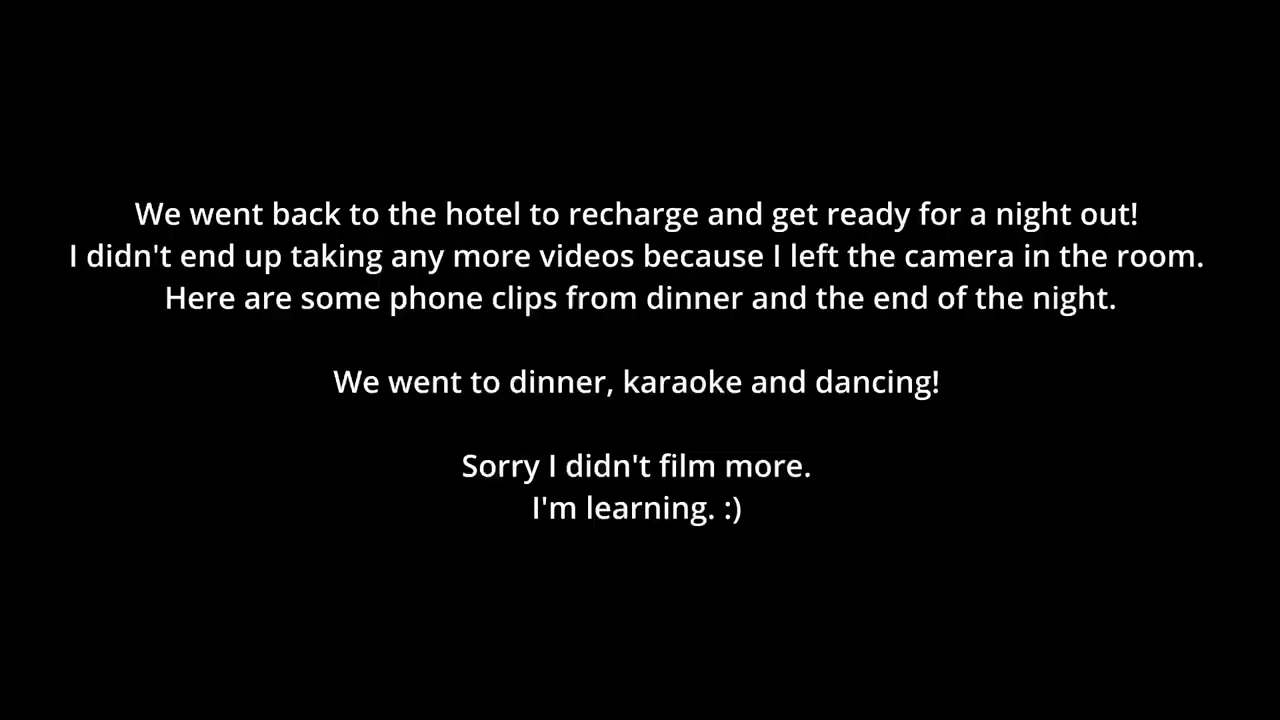 We went back to the hotel to recharge and get ready for a night out!
I didn't end up taking any more videos because I left the camera in the room.
Here are some phone clips from dinner and the end of the night.
We went to dinner, karaoke and dancing!
Sorry I didn't film more.
I'm learning. :)